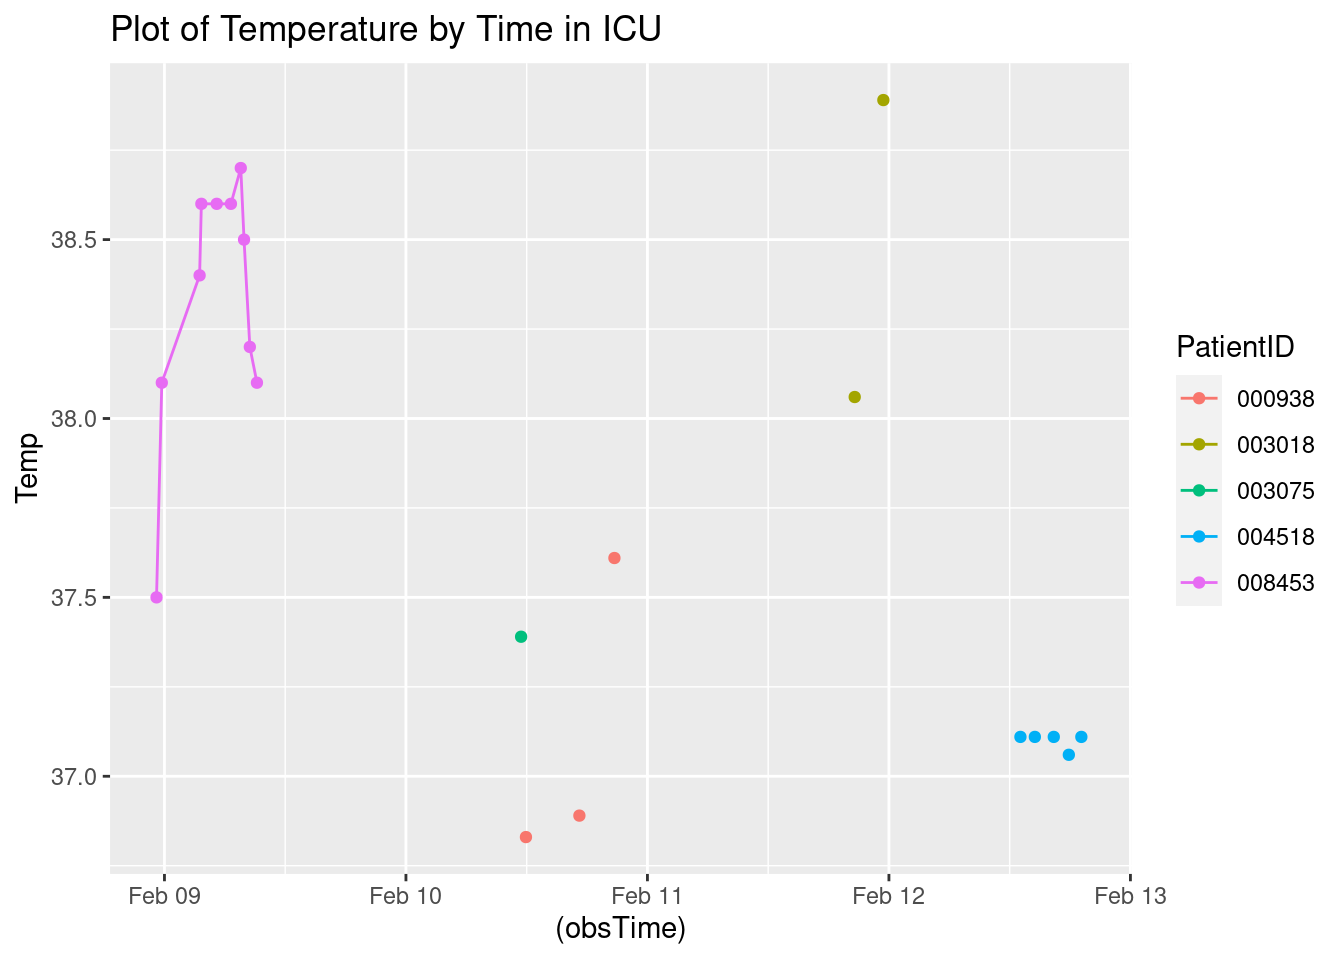 Plot of Temperature by Time in ICU
38.5
38.0
37.5
37.0
Temp
Feb 09
Feb 10
Feb 11
Feb 12
Feb 13
(obsTime)
PatientID
000938
003018
003075
004518
008453